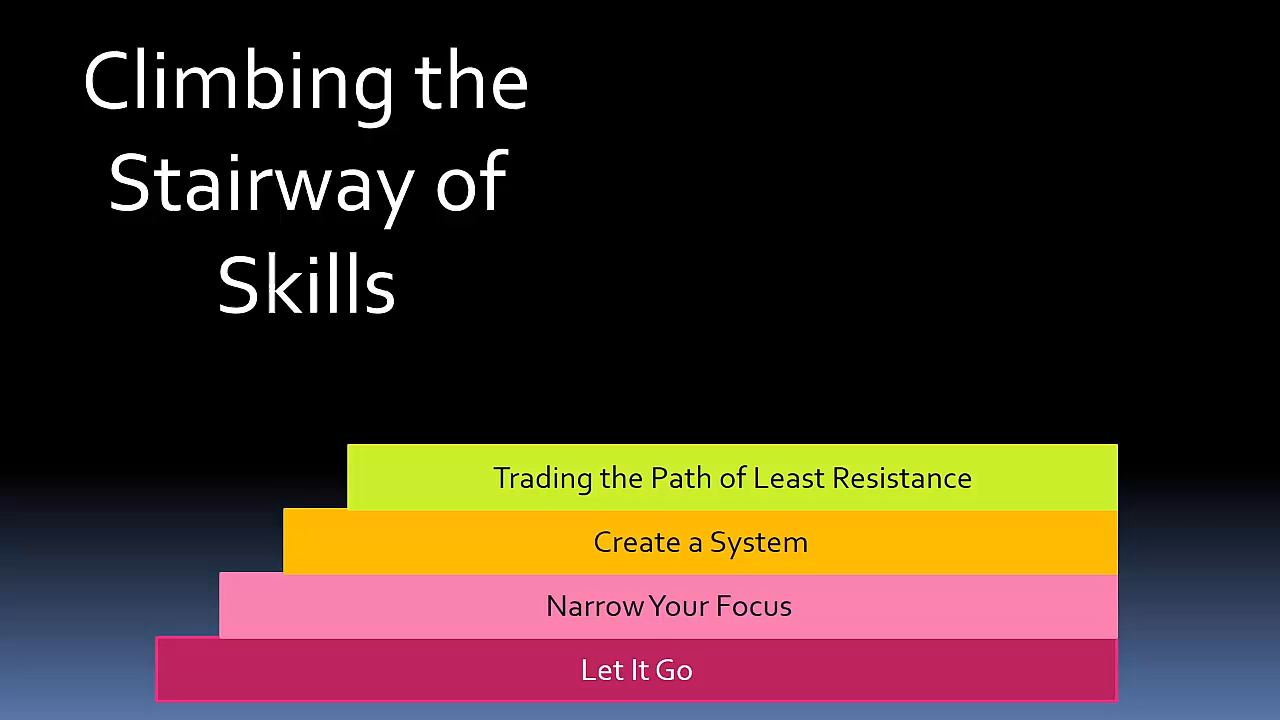 Climbing the
Stairway of
Skills
Trading the Path of Least Resistance
Create a System
Narrow Your Focus
Let It Go